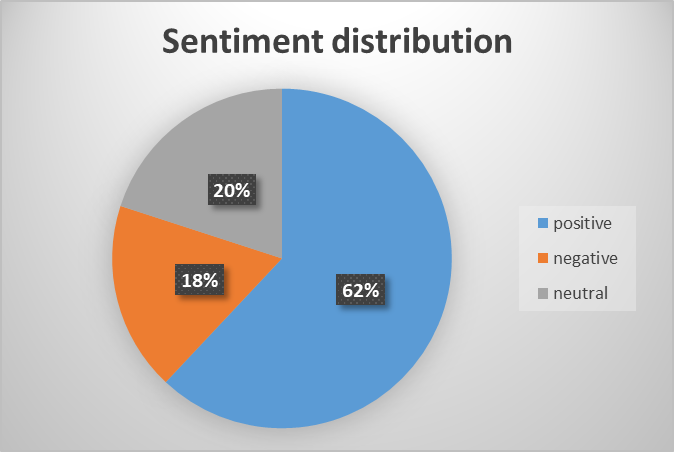 Sentiment distribution
20%
18%
62%
positive
negative
neutral